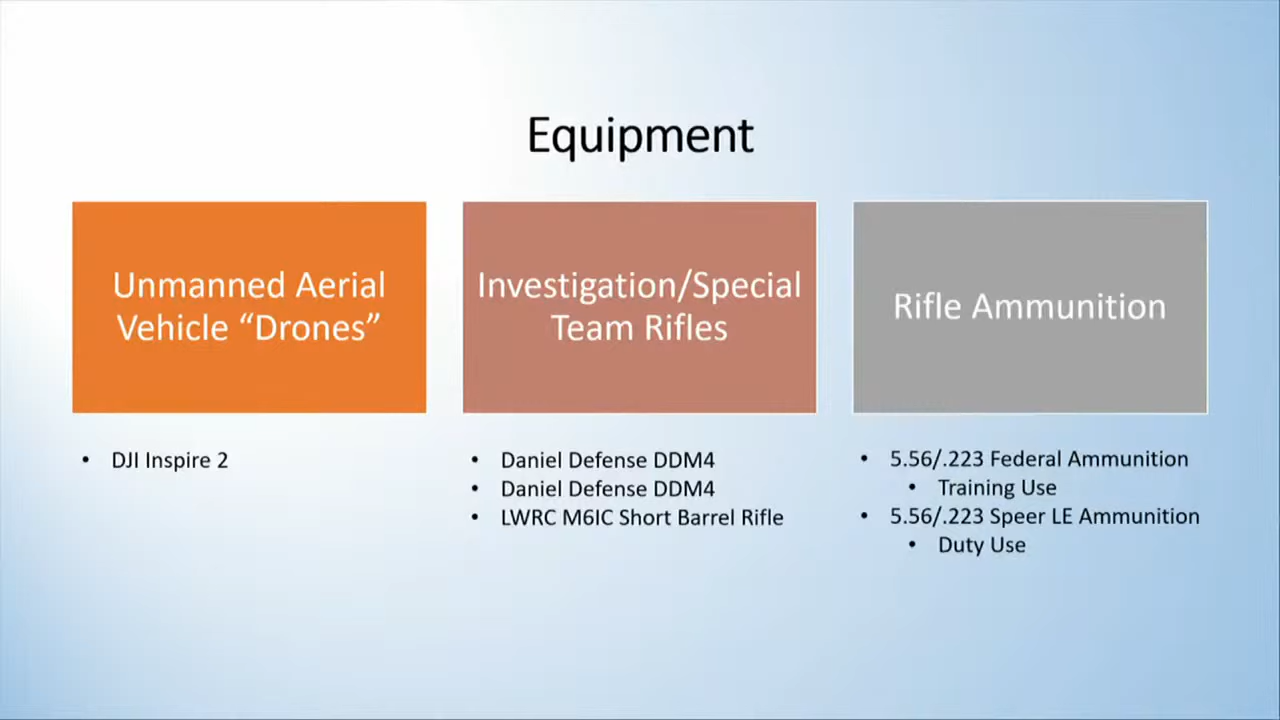 Equipment
Unmanned Aerial
Vehicle “Drones”
• DJI Inspire 2
Investigation/Special
Team Rifles
• Daniel Defense DDM4
• Daniel Defense DDM4
• LWRC M6IC Short Barrel Rifle
Rifle Ammunition
• 5.56/.223 Federal Ammunition
• Training Use
• 5.56/.223 Speer LE Ammunition
• Duty Use